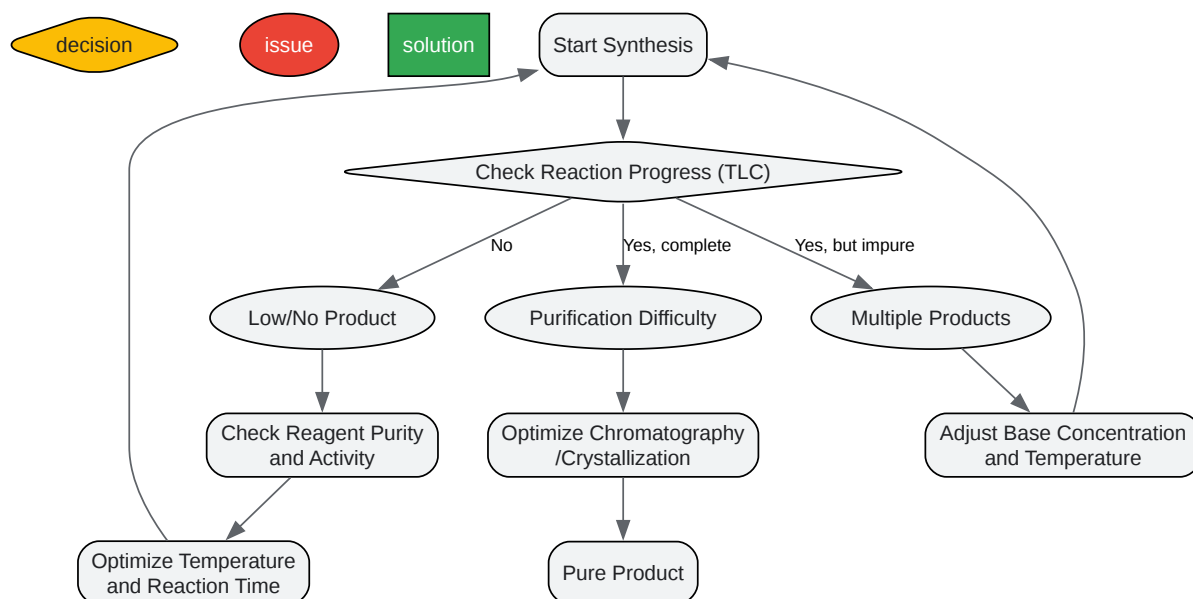 decision
issue
solution
Start Synthesis
Check Reaction Progress (TLC)
No
Yes, complete
Yes, but impure
Low/No Product
Purification Difficulty
Multiple Products
Check Reagent Purity
and Activity
Optimize Chromatography
/Crystallization
Adjust Base Concentration
and Temperature
Optimize Temperature
and Reaction Time
Pure Product